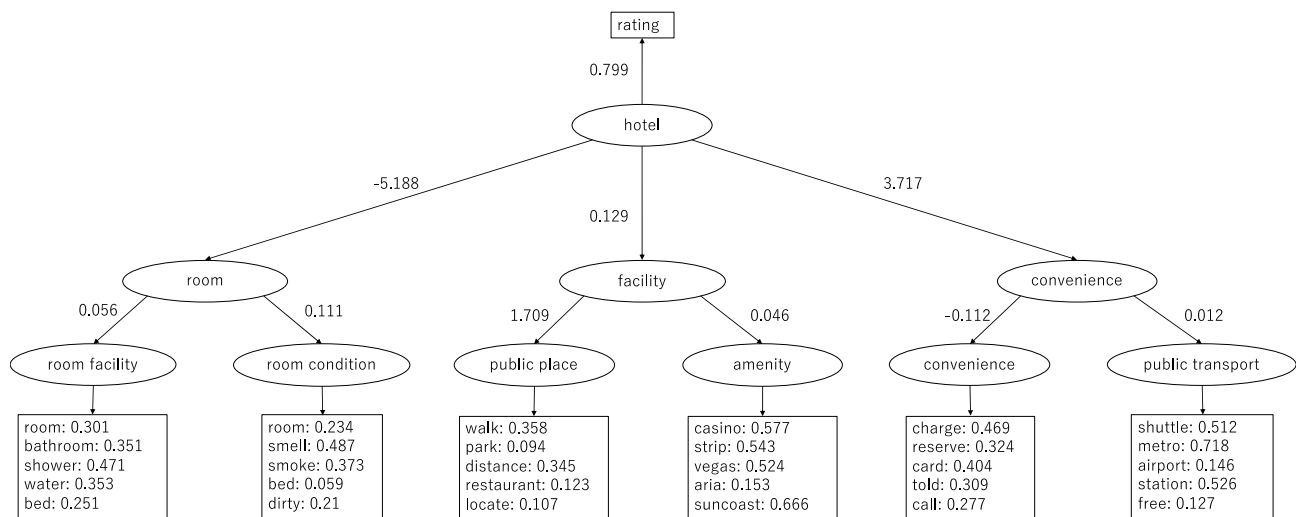 rating
0.799
hotel
-5.188
0.129
3.717
room
facility
convenience
0.056
0.111
1.709
0.046
-0.112
0.012
room facility
room condition
public place
amenity
convenience
public transport
room: 0.301
bathroom: 0.351
shower: 0.471
water: 0.353
bed: 0.251
room: 0.234
smell: 0.487
smoke: 0.373
bed: 0.059
dirty: 0.21
walk: 0.358
park: 0.094
distance: 0.345
restaurant: 0.123
locate: 0.107
casino: 0.577
strip: 0.543
vegas: 0.524
aria: 0.153
suncoast: 0.666
charge: 0.469
reserve: 0.324
card: 0.404
told: 0.309
call: 0.277
shuttle: 0.512
metro: 0.718
airport: 0.146
station: 0.526
free: 0.127